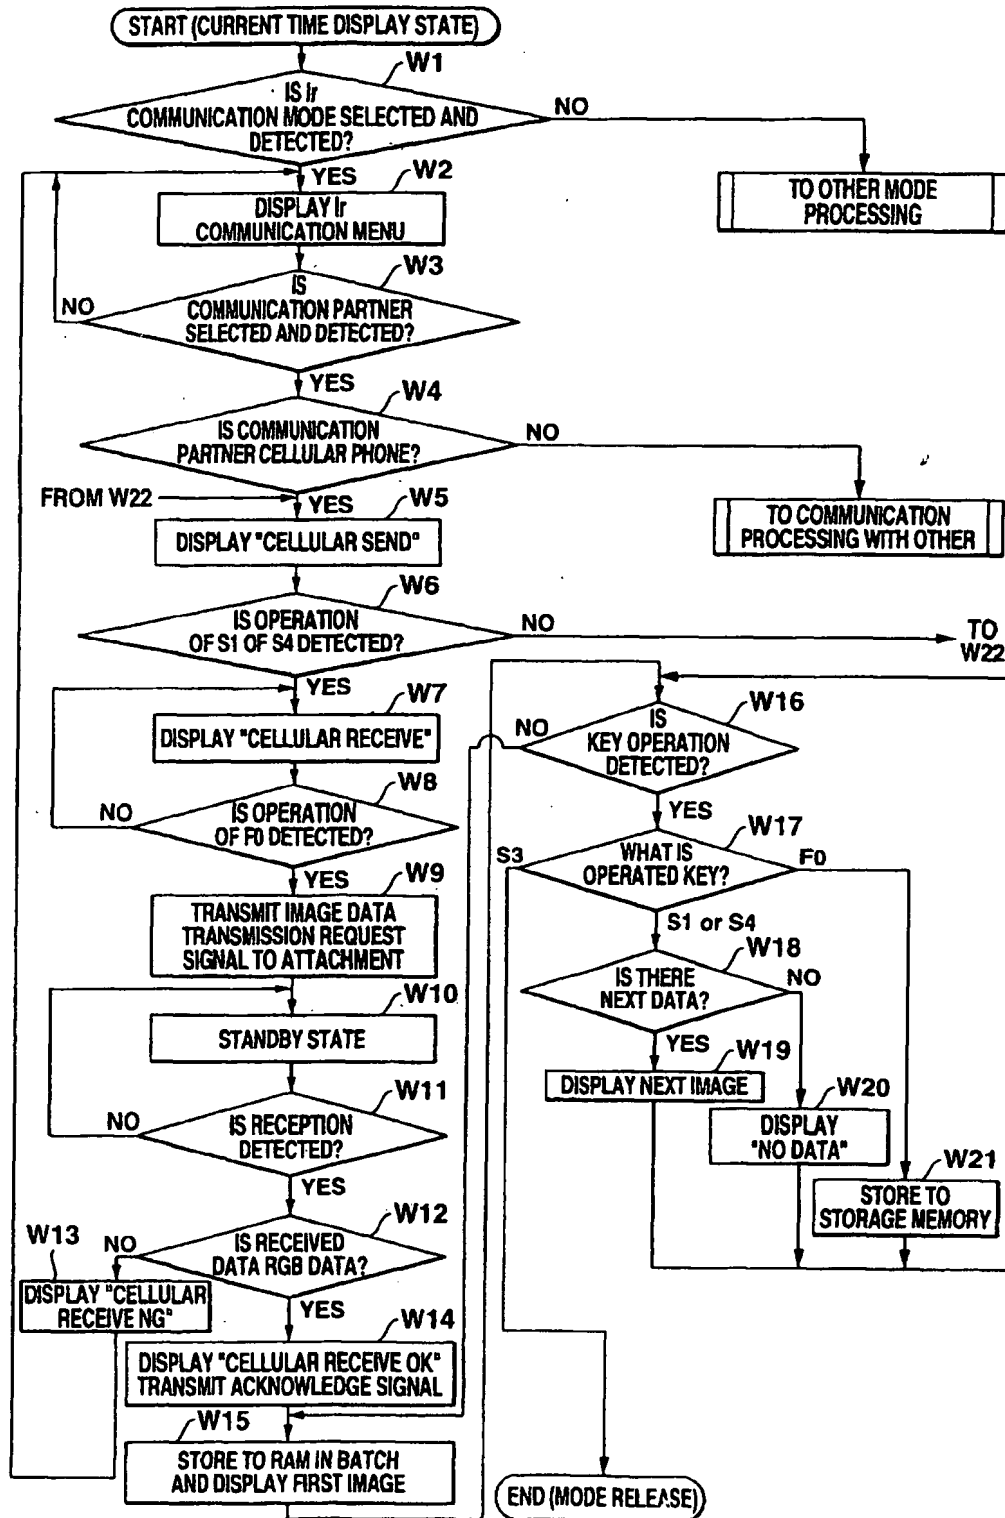 START (CURRENT TIME DISPLAY STATE)
W1
IS Ir
COMMUNICATION MODE SELECTED AND
DETECTED?
NO
YES
TO OTHER MODE
PROCESSING
W2
DISPLAY Ir
COMMUNICATION MENU
W3
IS
COMMUNICATION PARTNER
SELECTED AND DETECTED?
NO
YES
W4
IS COMMUNICATION
PARTNER CELLULAR PHONE?
NO
FROM W22
YES
TO COMMUNICATION
PROCESSING WITH OTHER
W5
DISPLAY "CELLULAR SEND"
W6
IS OPERATION
OF S1 OF S4 DETECTED?
NO
TO
W22
YES
W7
DISPLAY "CELLULAR RECEIVE"
W8
IS OPERATION
OF F0 DETECTED?
NO
YES
W9
TRANSMIT IMAGE DATA
TRANSMISSION REQUEST
SIGNAL TO ATTACHMENT
W10
STANDBY STATE
W11
IS RECEPTION
DETECTED?
NO
YES
W12
IS RECEIVED
DATA RGB DATA?
NO
YES
W13
DISPLAY "CELLULAR
RECEIVE NG"
W14
DISPLAY "CELLULAR RECEIVE OK"
TRANSMIT ACKNOWLEDGE SIGNAL
W15
STORE TO RAM IN BATCH
AND DISPLAY FIRST IMAGE
W16
IS
KEY OPERATION
DETECTED?
NO
YES
W17
WHAT IS
OPERATED KEY?
S3
F0
S1 or S4
W18
IS THERE
NEXT DATA?
NO
YES
W19
DISPLAY NEXT IMAGE
W20
DISPLAY
"NO DATA"
W21
STORE TO
STORAGE MEMORY
END (MODE RELEASE)